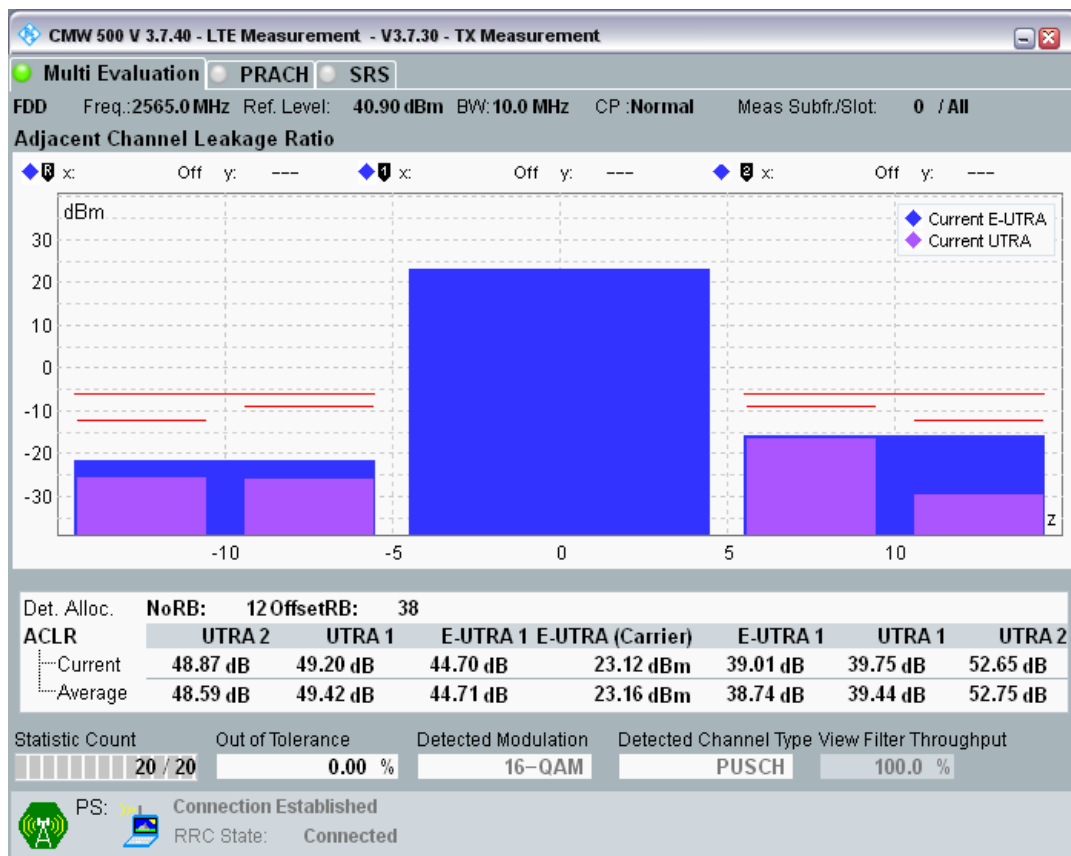 CMW 500 V 3.7.40 - LTE Measurement - V3.7.30 - TX Measurement
Multi Evaluation PRACH SRS
FDD Freq.:2565.0 MHz Ref. Level: 40.90 dBm BW:10.0 MHz CP :Normal Meas Subfr./Slot: 0 / All
Adjacent Channel Leakage Ratio
R x: Off y: --- 1 x: Off y: --- 2 x: Off y: ---
dBm
Current E-UTRA
Current UTRA
30
20
10
0
-10
-20
-30
z
-10 -5 0 5 10
Det. Alloc. NoRB: 12 OffsetRB: 38
ACLR UTRA 2 UTRA 1 E-UTRA 1 E-UTRA (Carrier) E-UTRA 1 UTRA 1 UTRA 2
Current 48.87 dB 49.20 dB 44.70 dB 23.12 dBm 39.01 dB 39.75 dB 52.65 dB
Average 48.59 dB 49.42 dB 44.71 dB 23.16 dBm 38.74 dB 39.44 dB 52.75 dB
Statistic Count Out of Tolerance Detected Modulation Detected Channel Type View Filter Throughput
20 / 20 0.00 % 16-QAM PUSCH 100.0 %
PS: Connection Established
RRC State: Connected